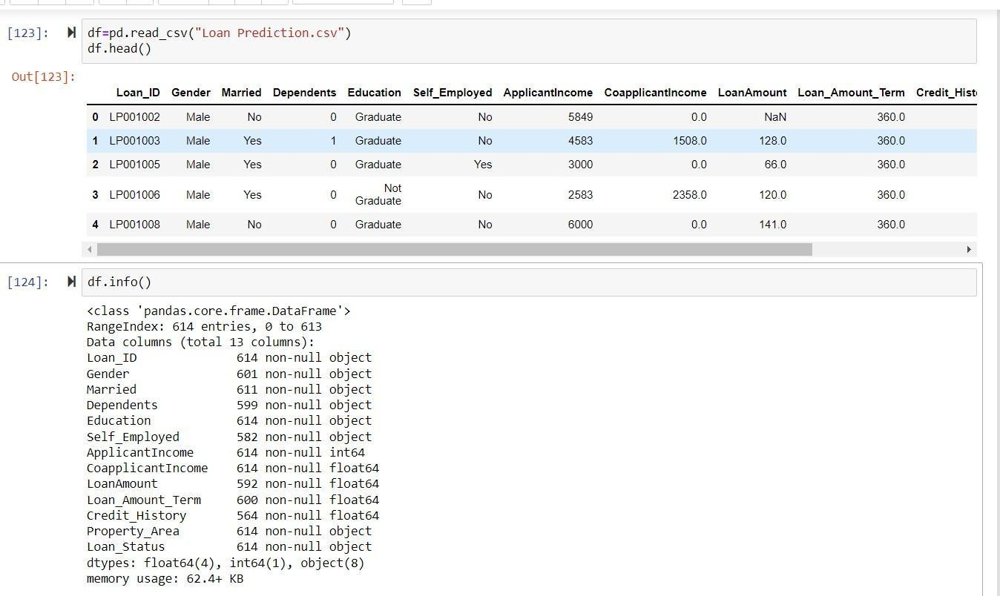 [123]: df=pd.read_csv("Loan Prediction.csv")
df.head()
Out[123]:
Loan_ID Gender Married Dependents Education Self_Employed ApplicantIncome CoapplicantIncome LoanAmount Loan_Amount_Term Credit_Hist
0 LP001002 Male No 0 Graduate No 5849 0.0 NaN 360.0
1 LP001003 Male Yes 1 Graduate No 4583 1508.0 128.0 360.0
2 LP001005 Male Yes 0 Graduate Yes 3000 0.0 66.0 360.0
3 LP001006 Male Yes 0 Not Graduate No 2583 2358.0 120.0 360.0
4 LP001008 Male No 0 Graduate No 6000 0.0 141.0 360.0
[124]: df.info()
<class 'pandas.core.frame.DataFrame'>
RangeIndex: 614 entries, 0 to 613
Data columns (total 13 columns):
Loan_ID 614 non-null object
Gender 601 non-null object
Married 611 non-null object
Dependents 599 non-null object
Education 614 non-null object
Self_Employed 582 non-null object
ApplicantIncome 614 non-null int64
CoapplicantIncome 614 non-null float64
LoanAmount 592 non-null float64
Loan_Amount_Term 600 non-null float64
Credit_History 564 non-null float64
Property_Area 614 non-null object
Loan_Status 614 non-null object
dtypes: float64(4), int64(1), object(8)
memory usage: 62.4+ KB